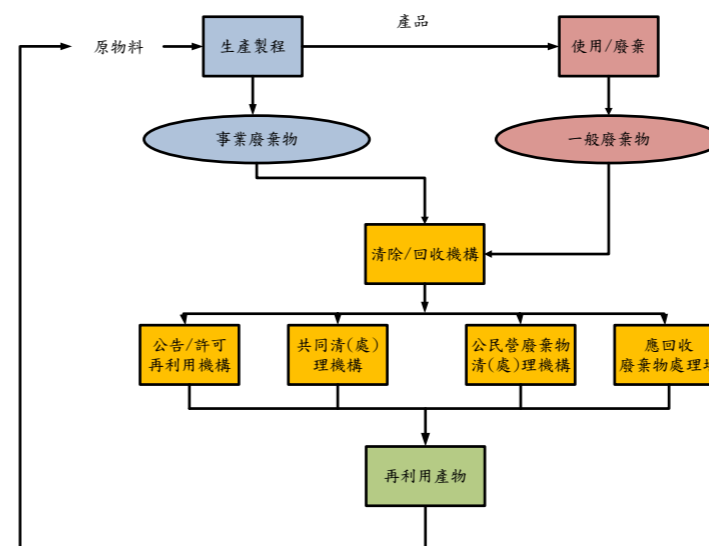 產品
原物料
生產製程
使用/廢棄
事業廢棄物
一般廢棄物
清除/回收機構
公告/許可
再利用機構
共同清(處)
理機構
公民營廢棄物
清(處)理機構
應回收
廢棄物處理
再利用產物